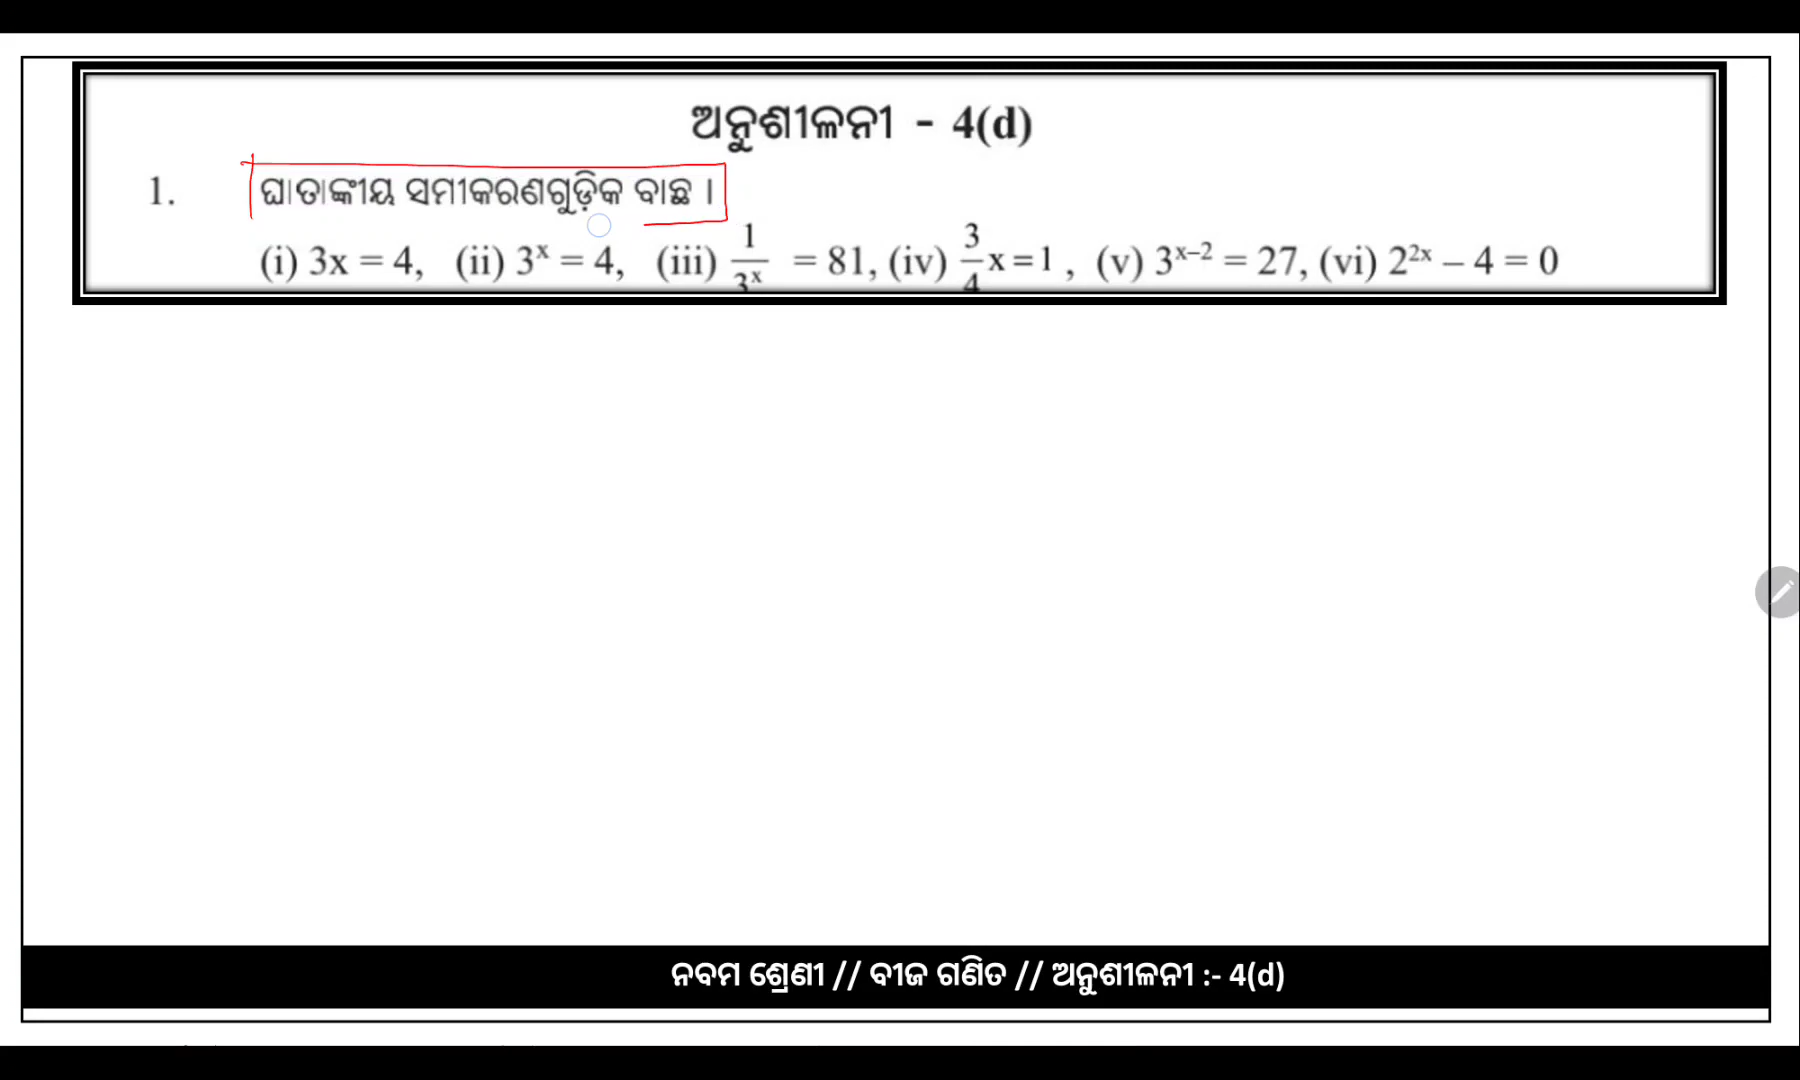 ଅନୁଶୀଳନୀ - 4(d)
1. ଘାତାଙ୍କୀୟ ସମୀକରଣଗୁଡ଼ିକ ବାଛ ।
(i) 3x = 4, (ii) 3ˣ = 4, (iii) 1/3ˣ = 81, (iv) 3/4 x = 1 , (v) 3ˣ⁻² = 27, (vi) 2²ˣ – 4 = 0
ନବମ ଶ୍ରେଣୀ // ବୀଜ ଗଣିତ // ଅନୁଶୀଳନୀ :- 4(d)